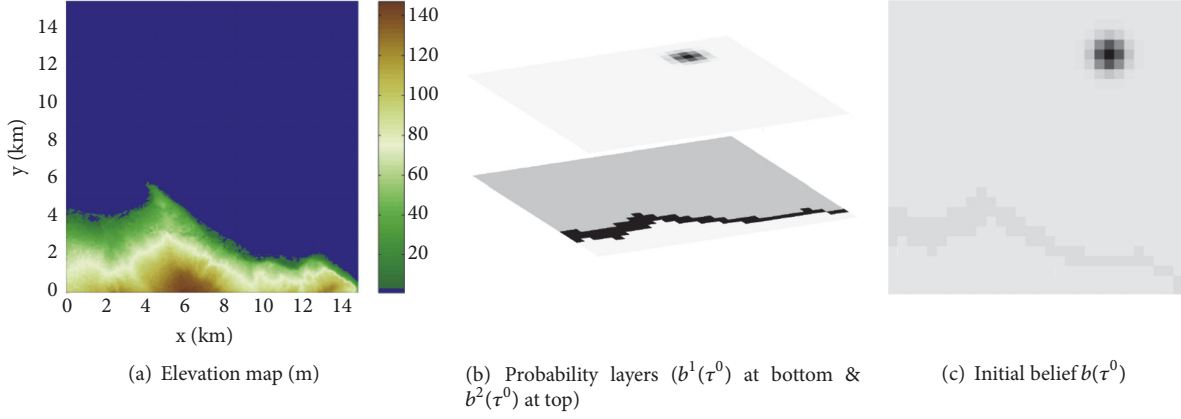 14
12
10
8
6
4
2
0
y (km)
0 2 4 6 8 10 12 14
x (km)
140
120
100
80
60
40
20
(a) Elevation map (m)
(b) Probability layers (b¹(τ⁰) at bottom &
b²(τ⁰) at top)
(c) Initial belief b(τ⁰)